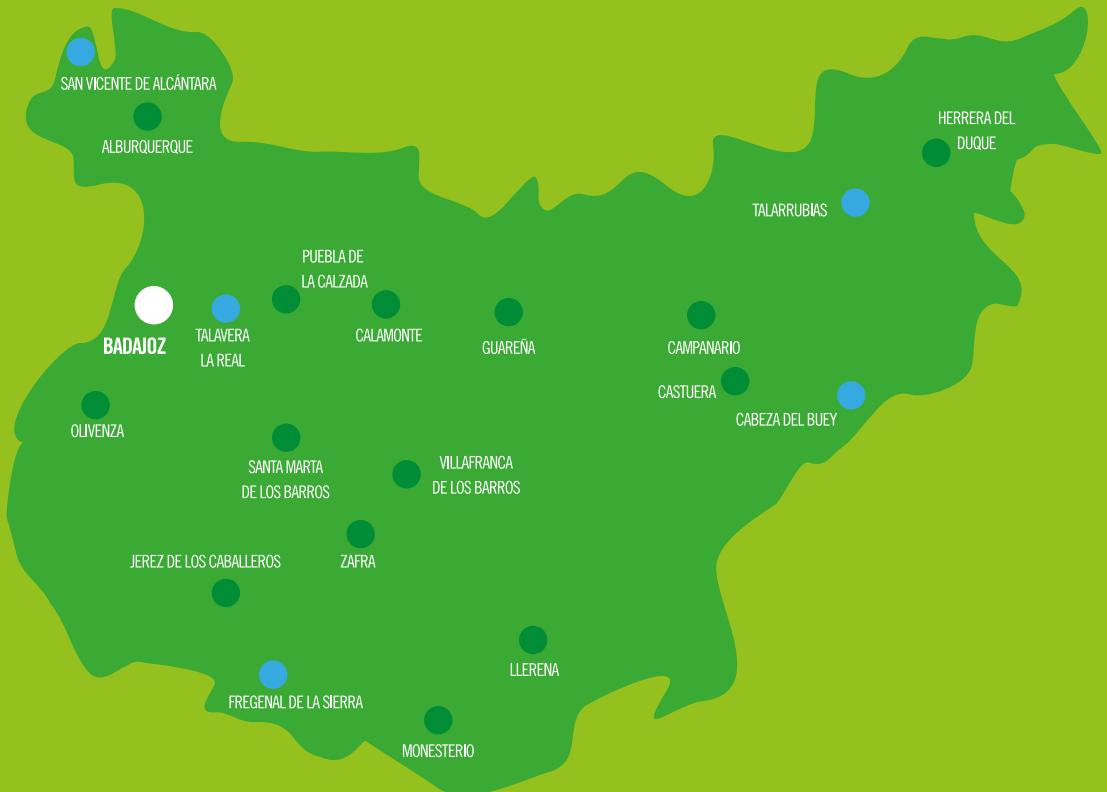 SAN VICENTE DE ALCÁNTARA
ALBURQUERQUE
HERRERA DEL
DUQUE
TALARRUBIAS
PUEBLA DE
LA CALZADA
BADAJOZ
TALAVERA
LA REAL
CALAMONTE
GUAREÑA
CAMPANARIO
CASTUERA
CABEZA DEL BUEY
OLIVENZA
SANTA MARTA
DE LOS BARROS
VILLAFRANCA
DE LOS BARROS
JEREZ DE LOS CABALLEROS
ZAFRA
LLERENA
FREGENAL DE LA SIERRA
MONESTERIO